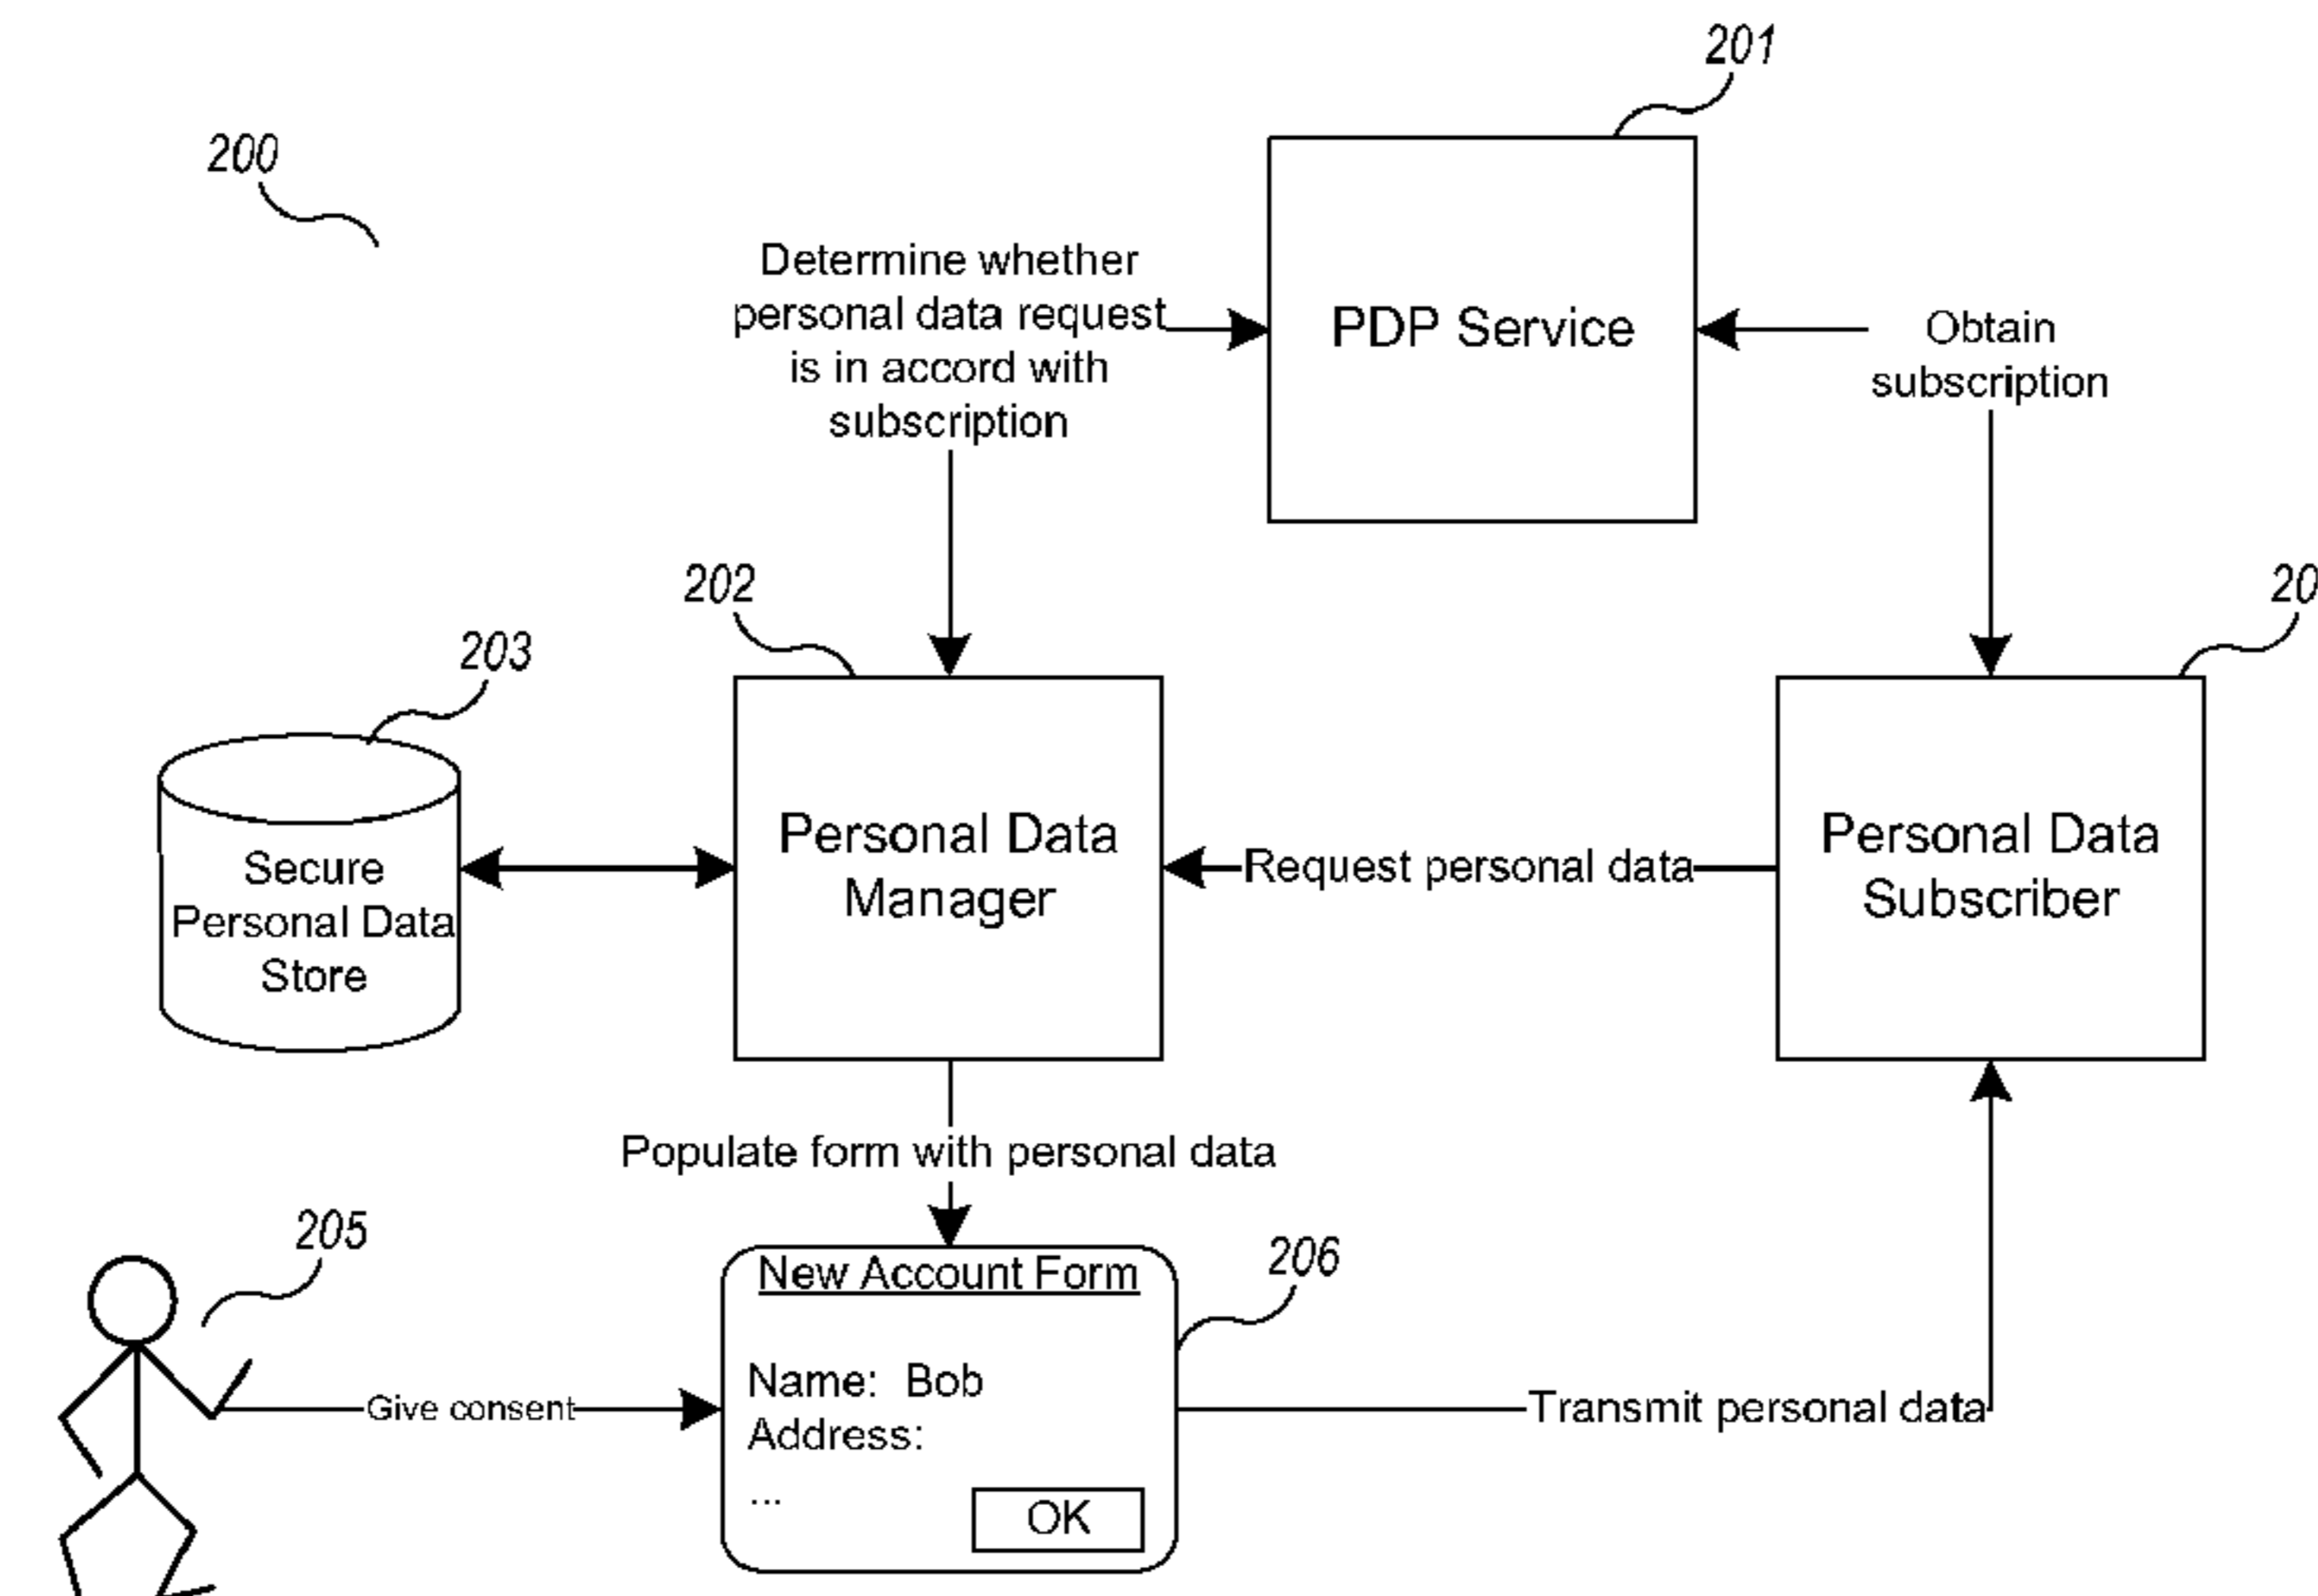 201
200
Determine whether
personal data request
is in accord with
subscription
PDP Service
Obtain
subscription
202
20
203
Personal Data
Manager
Request personal data
Personal Data
Subscriber
Secure
Personal Data
Store
Populate form with personal data
205
206
New Account Form
Name: Bob
Address:
...
OK
Give consent
Transmit personal data